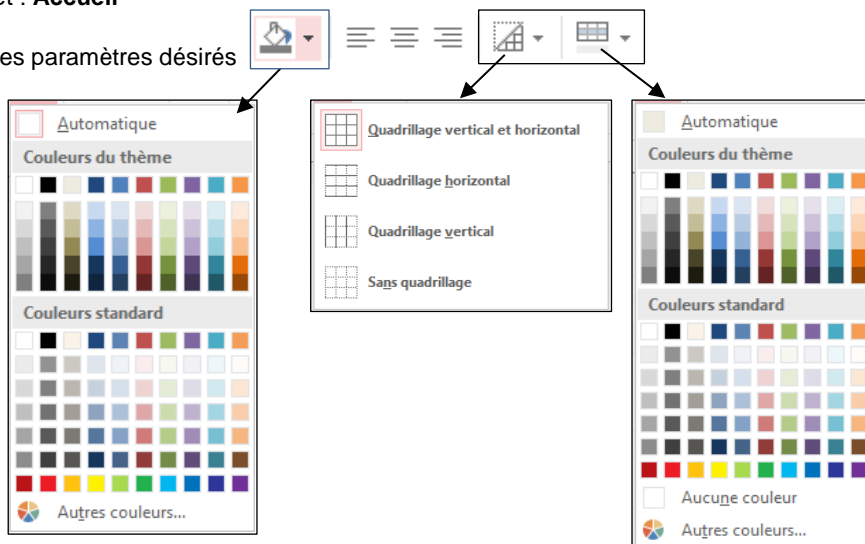 et : Accueil
es paramètres désirés
Automatique
Couleurs du thème
Couleurs standard
Autres couleurs...
Quadrillage vertical et horizontal
Quadrillage horizontal
Quadrillage vertical
Sans quadrillage
Automatique
Couleurs du thème
Couleurs standard
Aucune couleur
Autres couleurs...